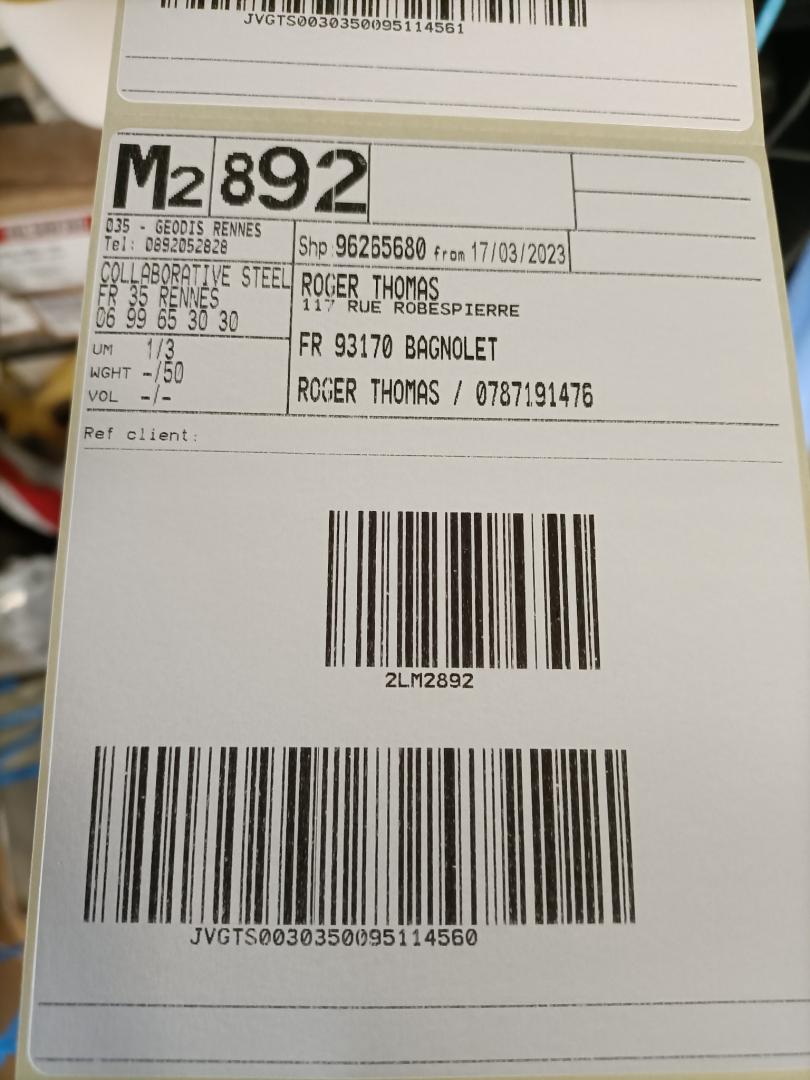 JVGTS0030350095114561
M2 892
035 - GEODIS RENNES
Tel: 0892052828
Shp 96265680 from 17/03/2023
COLLABORATIVE STEEL
FR 35 RENNES
06 99 65 30 30
ROGER THOMAS
117 RUE ROBESPIERRE
FR 93170 BAGNOLET
ROGER THOMAS / 0787191476
UM 1/3
WGHT -/50
VOL -/-
Ref client:
2LM2892
JVGTS0030350095114560